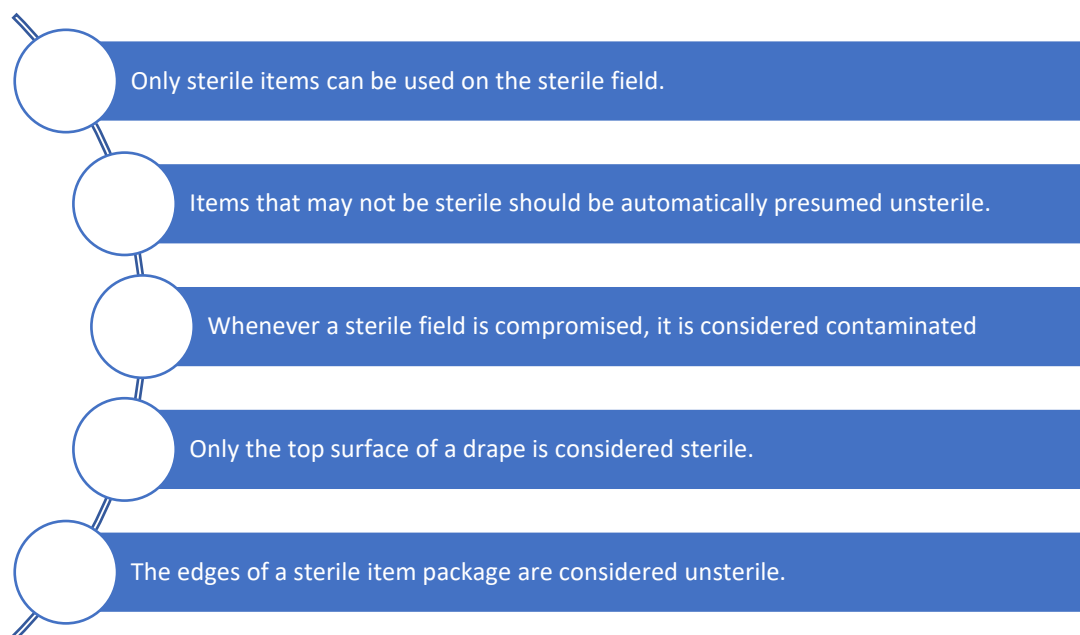 Only sterile items can be used on the sterile field.
Items that may not be sterile should be automatically presumed unsterile.
Whenever a sterile field is compromised, it is considered contaminated
Only the top surface of a drape is considered sterile.
The edges of a sterile item package are considered unsterile.